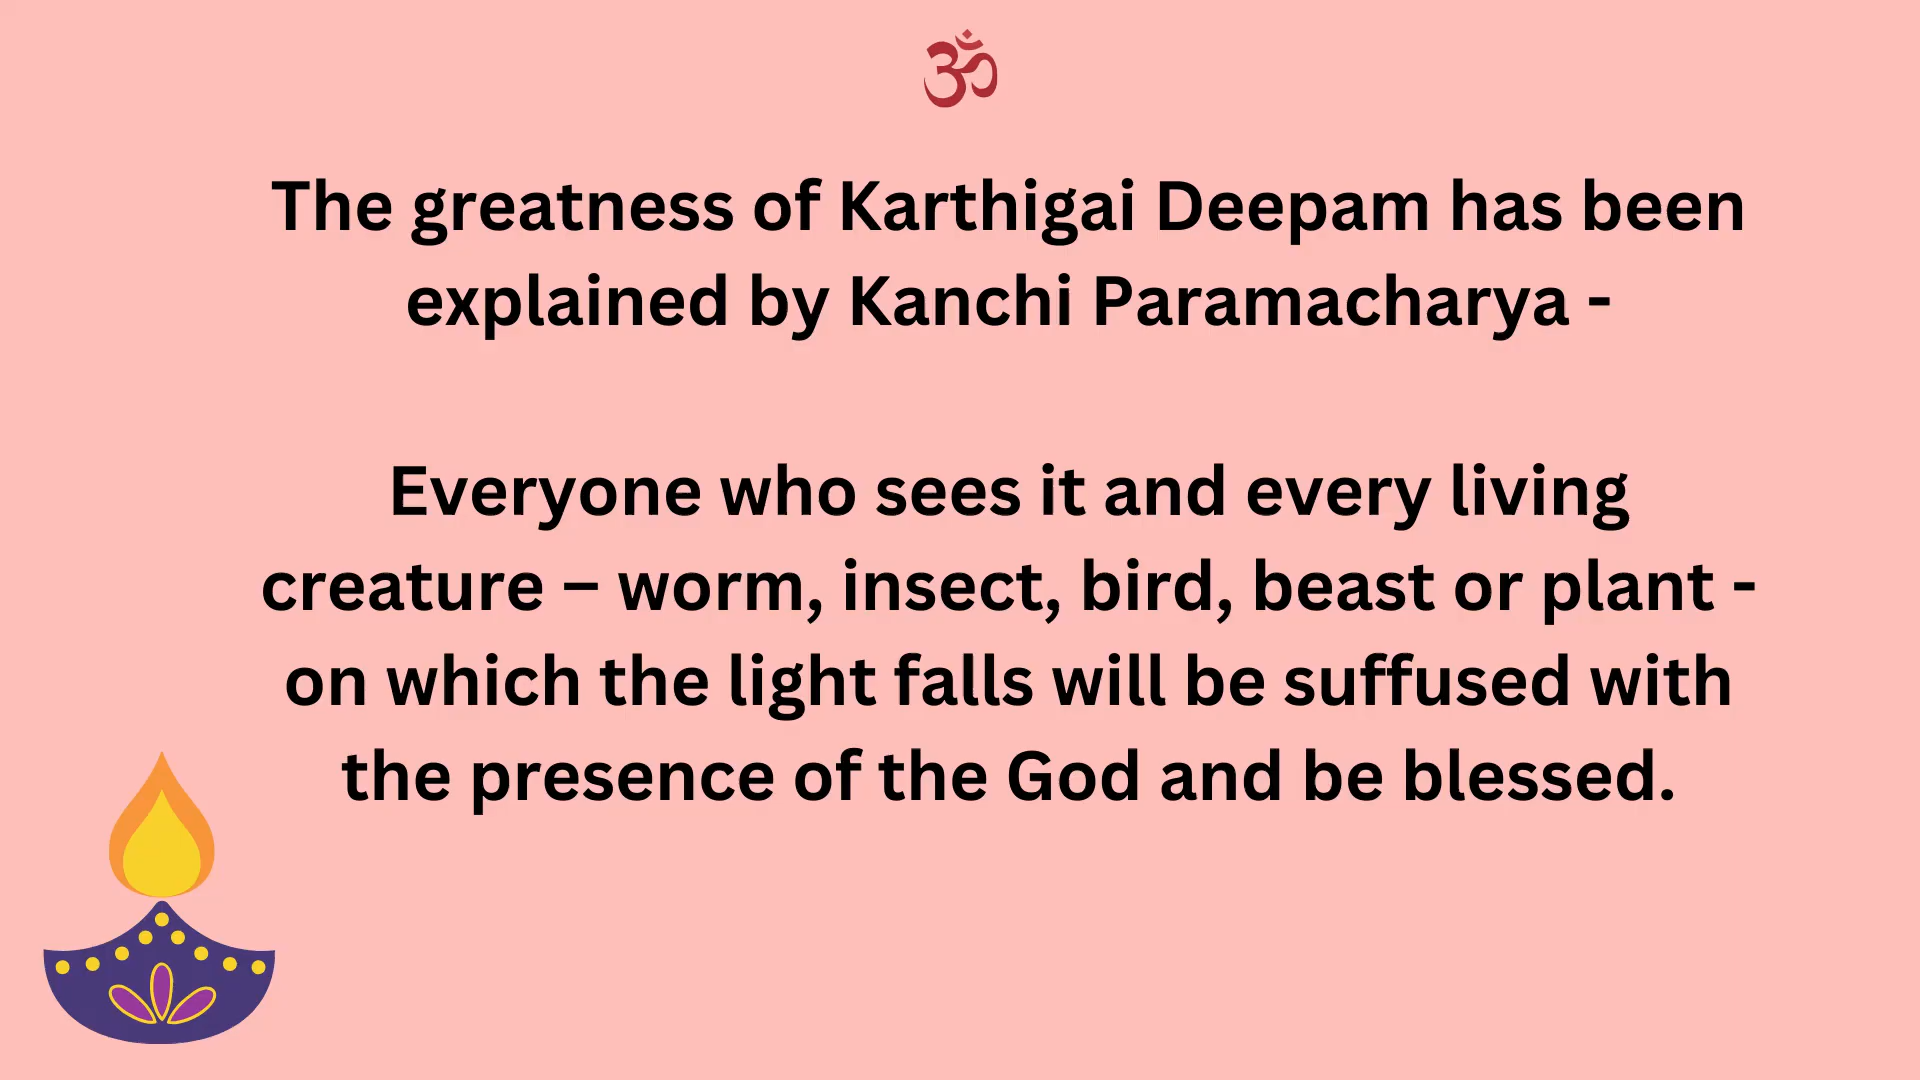 ॐ
The greatness of Karthigai Deepam has been
explained by Kanchi Paramacharya -
Everyone who sees it and every living
creature – worm, insect, bird, beast or plant -
on which the light falls will be suffused with
the presence of the God and be blessed.